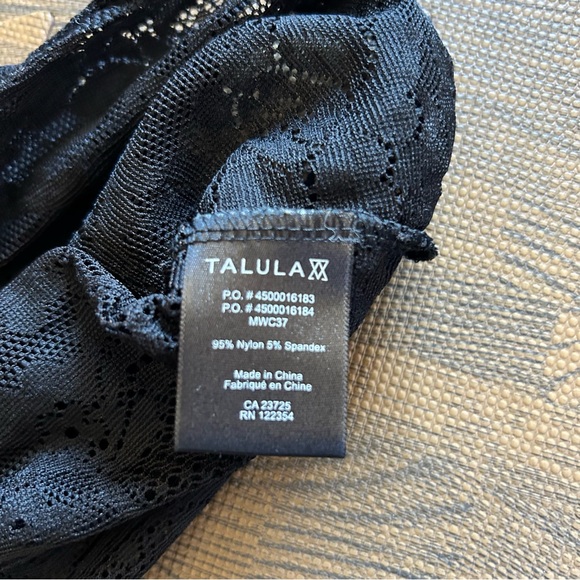 TALULA
P.O. # 4500016183
P.O. # 4500016184
MWC37
95% Nylon 5% Spandex
Made in China
Fabriqué en Chine
CA 23725
RN 122354